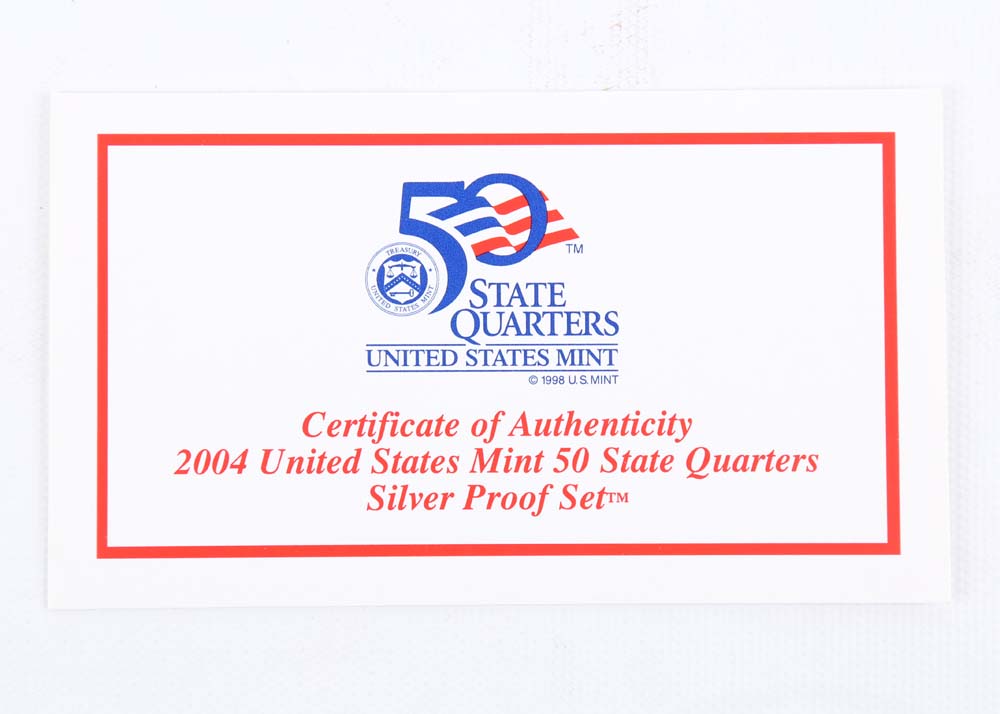 50
TM
TREASURY
UNITED STATES MINT
STATE
QUARTERS
UNITED STATES MINT
© 1998 U.S. MINT
Certificate of Authenticity
2004 United States Mint 50 State Quarters
Silver Proof Set™